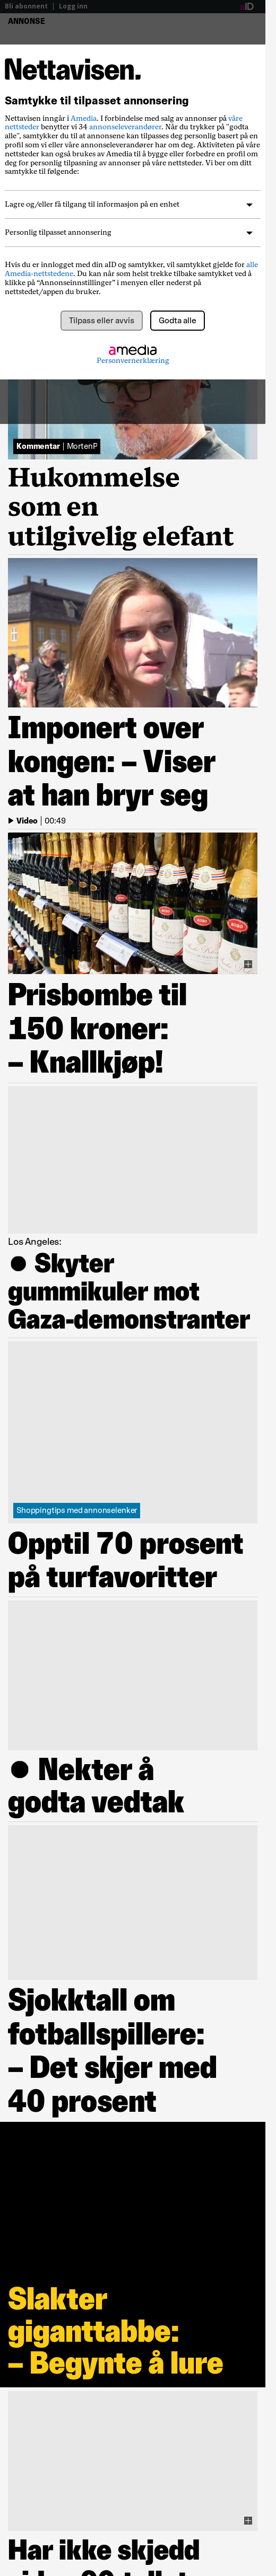 Bli abonnent | Logg inn
aID
ANNONSE
Nettavisen.
Samtykke til tilpasset annonsering
Nettavisen inngår i Amedia. I forbindelse med salg av annonser på våre
nettsteder benytter vi 34 annonseleverandører. Når du trykker på "godta
alle", samtykker du til at annonsene kan tilpasses deg personlig basert på en
profil som vi eller våre annonseleverandører har om deg. Aktiviteten på våre
nettsteder kan også brukes av Amedia til å bygge eller forbedre en profil om
deg for personlig tilpasning av annonser på våre nettsteder. Vi ber om ditt
samtykke til følgende:
Lagre og/eller få tilgang til informasjon på en enhet
Personlig tilpasset annonsering
Hvis du er innlogget med din aID og samtykker, vil samtykket gjelde for alle
Amedia-nettstedene. Du kan når som helst trekke tilbake samtykket ved å
klikke på “Annonseinnstillinger” i menyen eller nederst på
nettstedet/appen du bruker.
Tilpass eller avvis
Godta alle
amedia
Personvernerklæring
Kommentar | MortenP
Hukommelse
som en
utilgivelig elefant
Imponert over
kongen: – Viser
at han bryr seg
Video | 00:49
Prisbombe til
150 kroner:
– Knallkjøp!
Los Angeles:
● Skyter
gummikuler mot
Gaza-demonstranter
Shoppingtips med annonselenker
Opptil 70 prosent
på turfavoritter
● Nekter å
godta vedtak
Sjokktall om
fotballspillere:
– Det skjer med
40 prosent
Slakter
giganttabbe:
– Begynte å lure
Har ikke skjedd